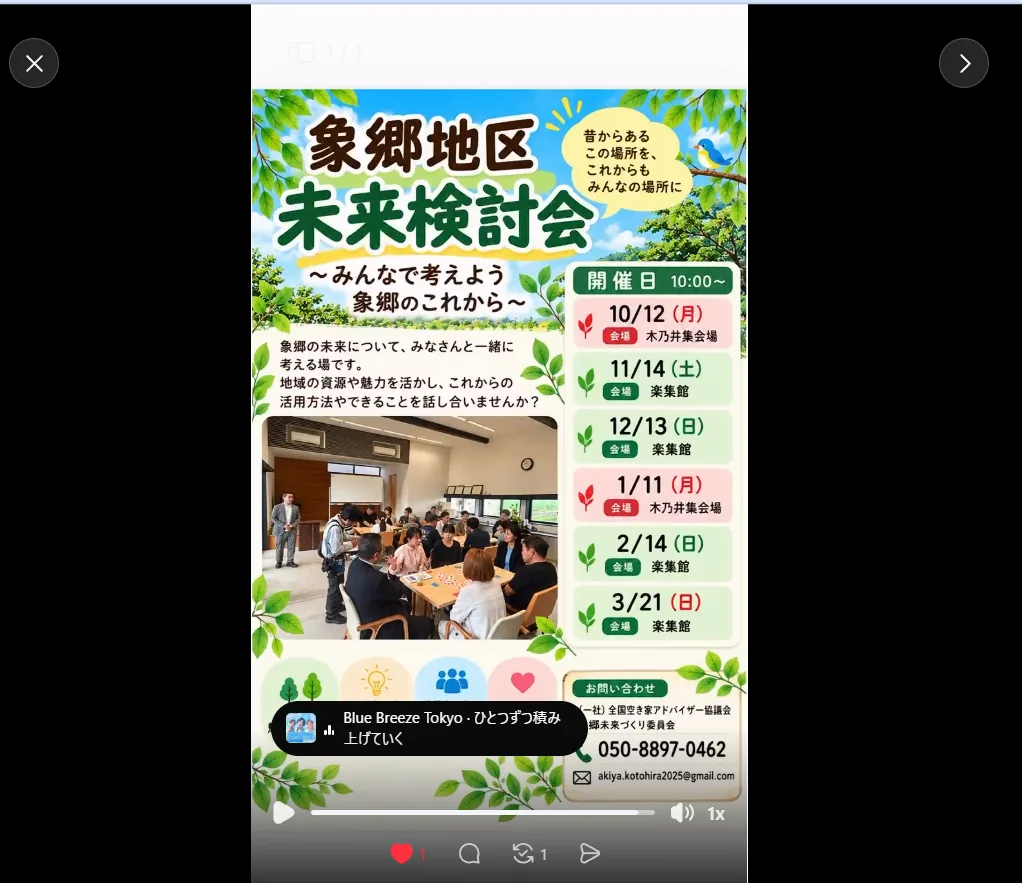 象郷地区
未来検討会
～みんなで考えよう
象郷のこれから～
昔からある
この場所を、
これからも
みんなの場所に
象郷の未来について、みなさんと一緒に
考える場です。
地域の資源や魅力を活かし、これからの
活用方法やできることを話し合いませんか？
開催日 10:00～
10/12（月）
会場 木乃井集会場
11/14（土）
会場 楽集館
12/13（日）
会場 楽集館
1/11（月）
会場 木乃井集会場
2/14（日）
会場 楽集館
3/21（日）
会場 楽集館
お問い合わせ
（一社）全国空き家アドバイザー協議会
郷未来づくり委員会
050-8897-0462
akiya.kotohira2025@gmail.com
Blue Breeze Tokyo · ひとつずつ積み
上げていく
1x
1 1